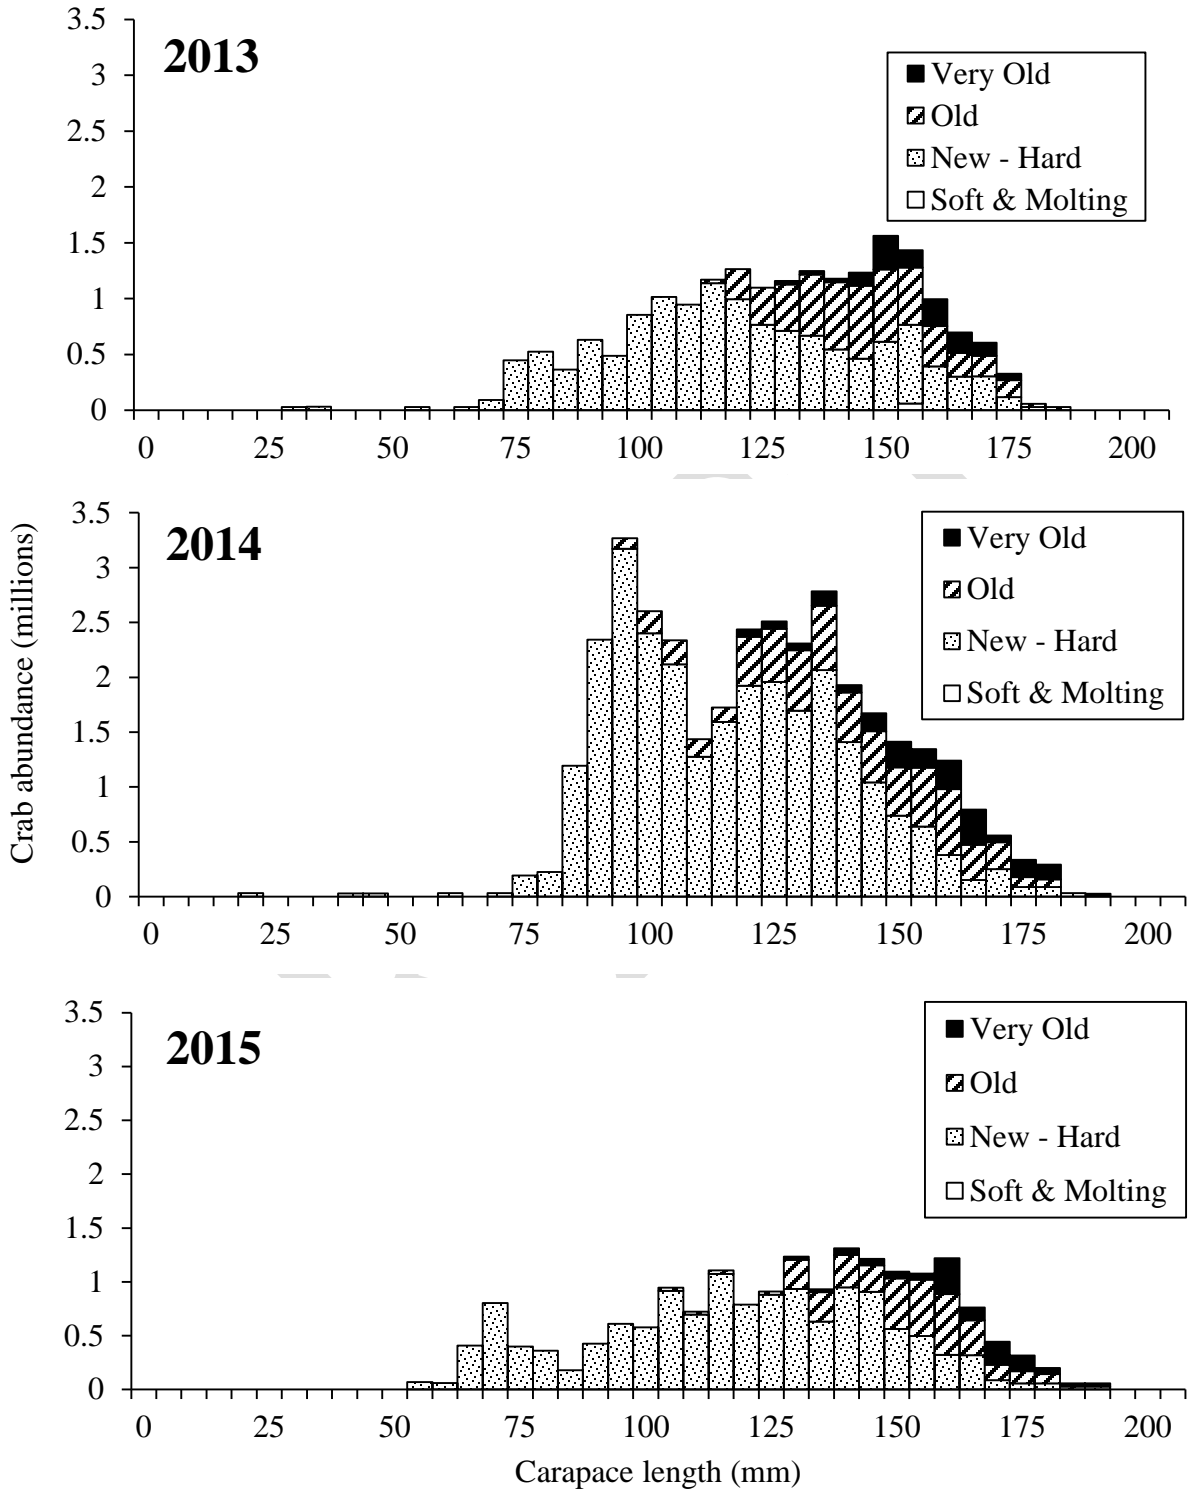 3.5
2013
3
2.5
2
1.5
1
0.5
0
Very Old
Old
New - Hard
Soft & Molting
0 25 50 75 100 125 150 175 200
Crab abundance (millions)
3.5
2014
3
2.5
2
1.5
1
0.5
0
Very Old
Old
New - Hard
Soft & Molting
0 25 50 75 100 125 150 175 200
3.5
2015
3
2.5
2
1.5
1
0.5
0
Very Old
Old
New - Hard
Soft & Molting
0 25 50 75 100 125 150 175 200
Carapace length (mm)